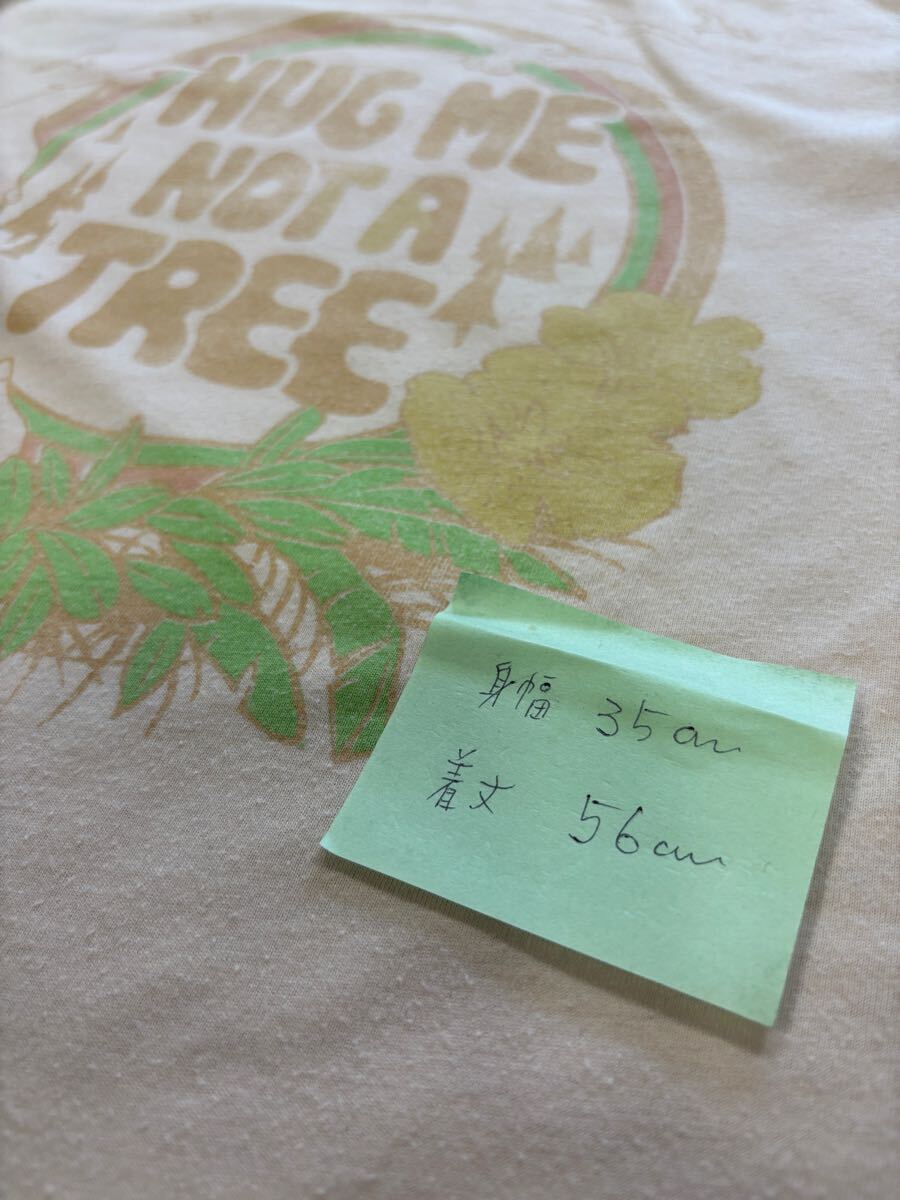 HUG ME
NOT A
TREE
身幅 35cm
着丈 56cm